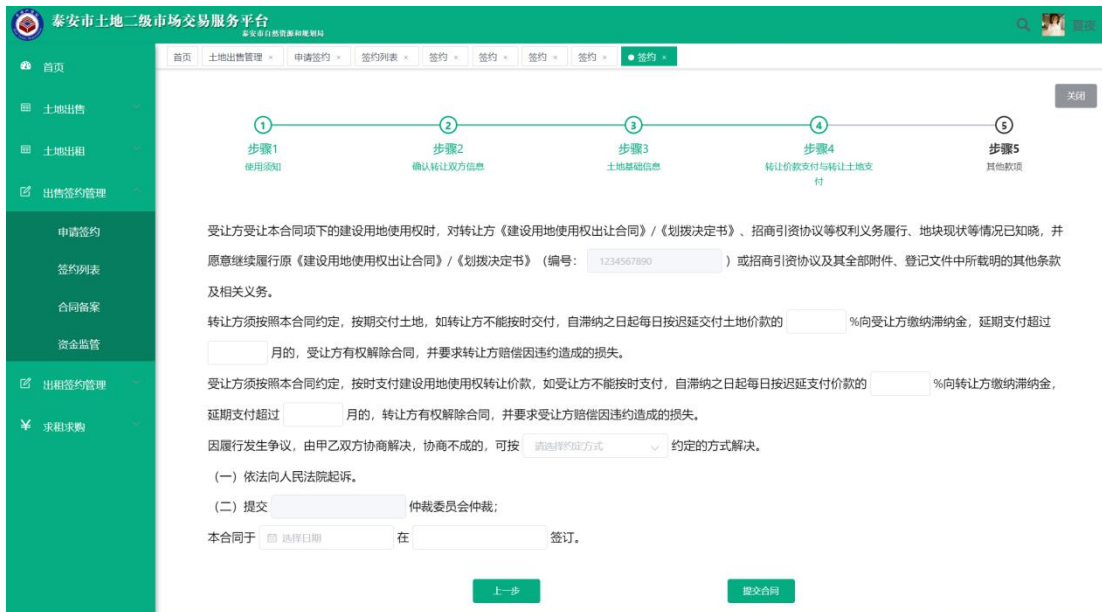 泰安市土地二级市场交易服务平台
泰安市自然资源和规划局
夏夜
首页
土地出售
土地出租
出售签约管理
申请签约
签约列表
合同备案
资金监管
出租签约管理
求租求购
首页 土地出售管理 × 申请签约 × 签约列表 × 签约 × 签约 × 签约 × 签约 × 签约 ×
关闭
1 2 3 4 5
步骤1 步骤2 步骤3 步骤4 步骤5
使用须知 确认转让双方信息 土地基础信息 转让价款支付与转让土地支 其他款项
付
受让方受让本合同项下的建设用地使用权时，对转让方《建设用地使用权出让合同》/《划拨决定书》、招商引资协议等权利义务履行、地块现状等情况已知晓，并
愿意继续履行原《建设用地使用权出让合同》/《划拨决定书》（编号： 1234567890 ）或招商引资协议及其全部附件、登记文件中所载明的其他条款
及相关义务。
转让方须按照本合同约定，按期交付土地，如转让方不能按时交付，自滞纳之日起每日按迟延交付土地价款的 %向受让方缴纳滞纳金，延期支付超过
月的，受让方有权解除合同，并要求转让方赔偿因违约造成的损失。
受让方须按照本合同约定，按时支付建设用地使用权转让价款，如受让方不能按时支付，自滞纳之日起每日按迟延支付价款的 %向转让方缴纳滞纳金，
延期支付超过 月的，转让方有权解除合同，并要求受让方赔偿因违约造成的损失。
因履行发生争议，由甲乙双方协商解决，协商不成的，可按 请选择约定方式 约定的方式解决。
（一）依法向人民法院起诉。
（二）提交 仲裁委员会仲裁；
本合同于 选择日期 在 签订。
上一步 提交合同